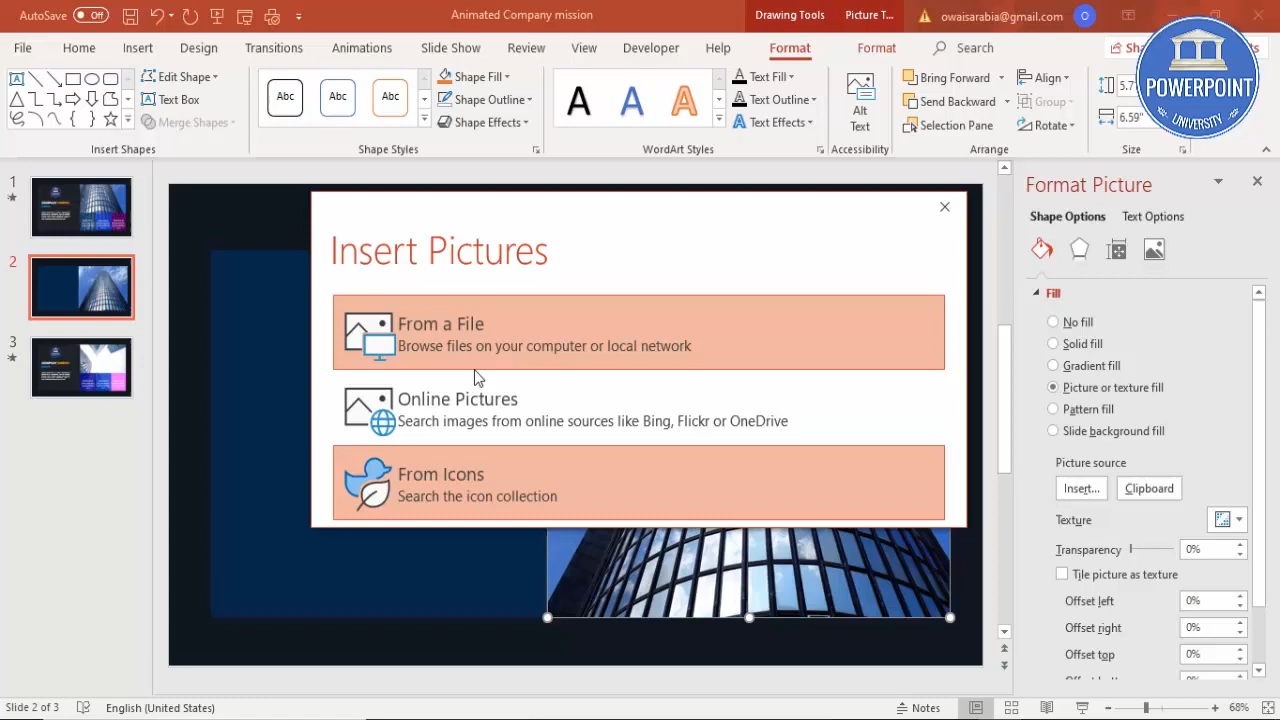 AutoSave Off
Animated Company mission
Drawing Tools
Picture T...
owaisarabia@gmail.com
O
File
Home
Insert
Design
Transitions
Animations
Slide Show
Review
View
Developer
Help
Format
Format
Search
Edit Shape
Text Box
Merge Shapes
Insert Shapes
Abc
Abc
Abc
Shape Fill
Shape Outline
Shape Effects
Shape Styles
A
A
A
Text Fill
Text Outline
Text Effects
WordArt Styles
Alt
Text
Accessibility
Bring Forward
Send Backward
Selection Pane
Align
Group
Rotate
Arrange
6.59"
Size
POWERPOINT
UNIVERSITY
1
2
3
Insert Pictures
From a File
Browse files on your computer or local network
Online Pictures
Search images from online sources like Bing, Flickr or OneDrive
From Icons
Search the icon collection
Format Picture
Shape Options
Text Options
Fill
No fill
Solid fill
Gradient fill
Picture or texture fill
Pattern fill
Slide background fill
Picture source
Insert...
Clipboard
Texture
Transparency
0%
Tile picture as texture
Offset left
0%
Offset right
0%
Offset top
0%
Slide 2 of 3
English (United States)
Notes
68%